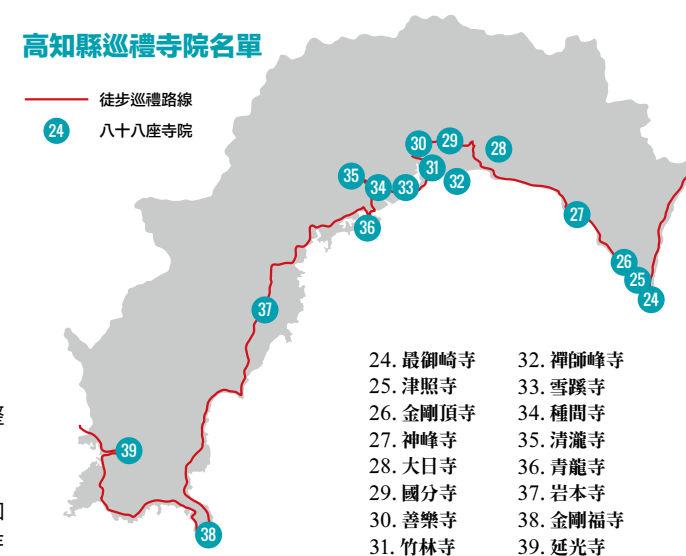 高知縣巡禮寺院名單
徒步巡禮路線
24 八十八座寺院
30
29
28
31
35
34
33
32
36
27
26
25
24
37
39
38
24. 最御崎寺
25. 津照寺
26. 金剛頂寺
27. 神峰寺
28. 大日寺
29. 國分寺
30. 善樂寺
31. 竹林寺
32. 禪師峰寺
33. 雪蹊寺
34. 種間寺
35. 清瀧寺
36. 青龍寺
37. 岩本寺
38. 金剛福寺
39. 延光寺